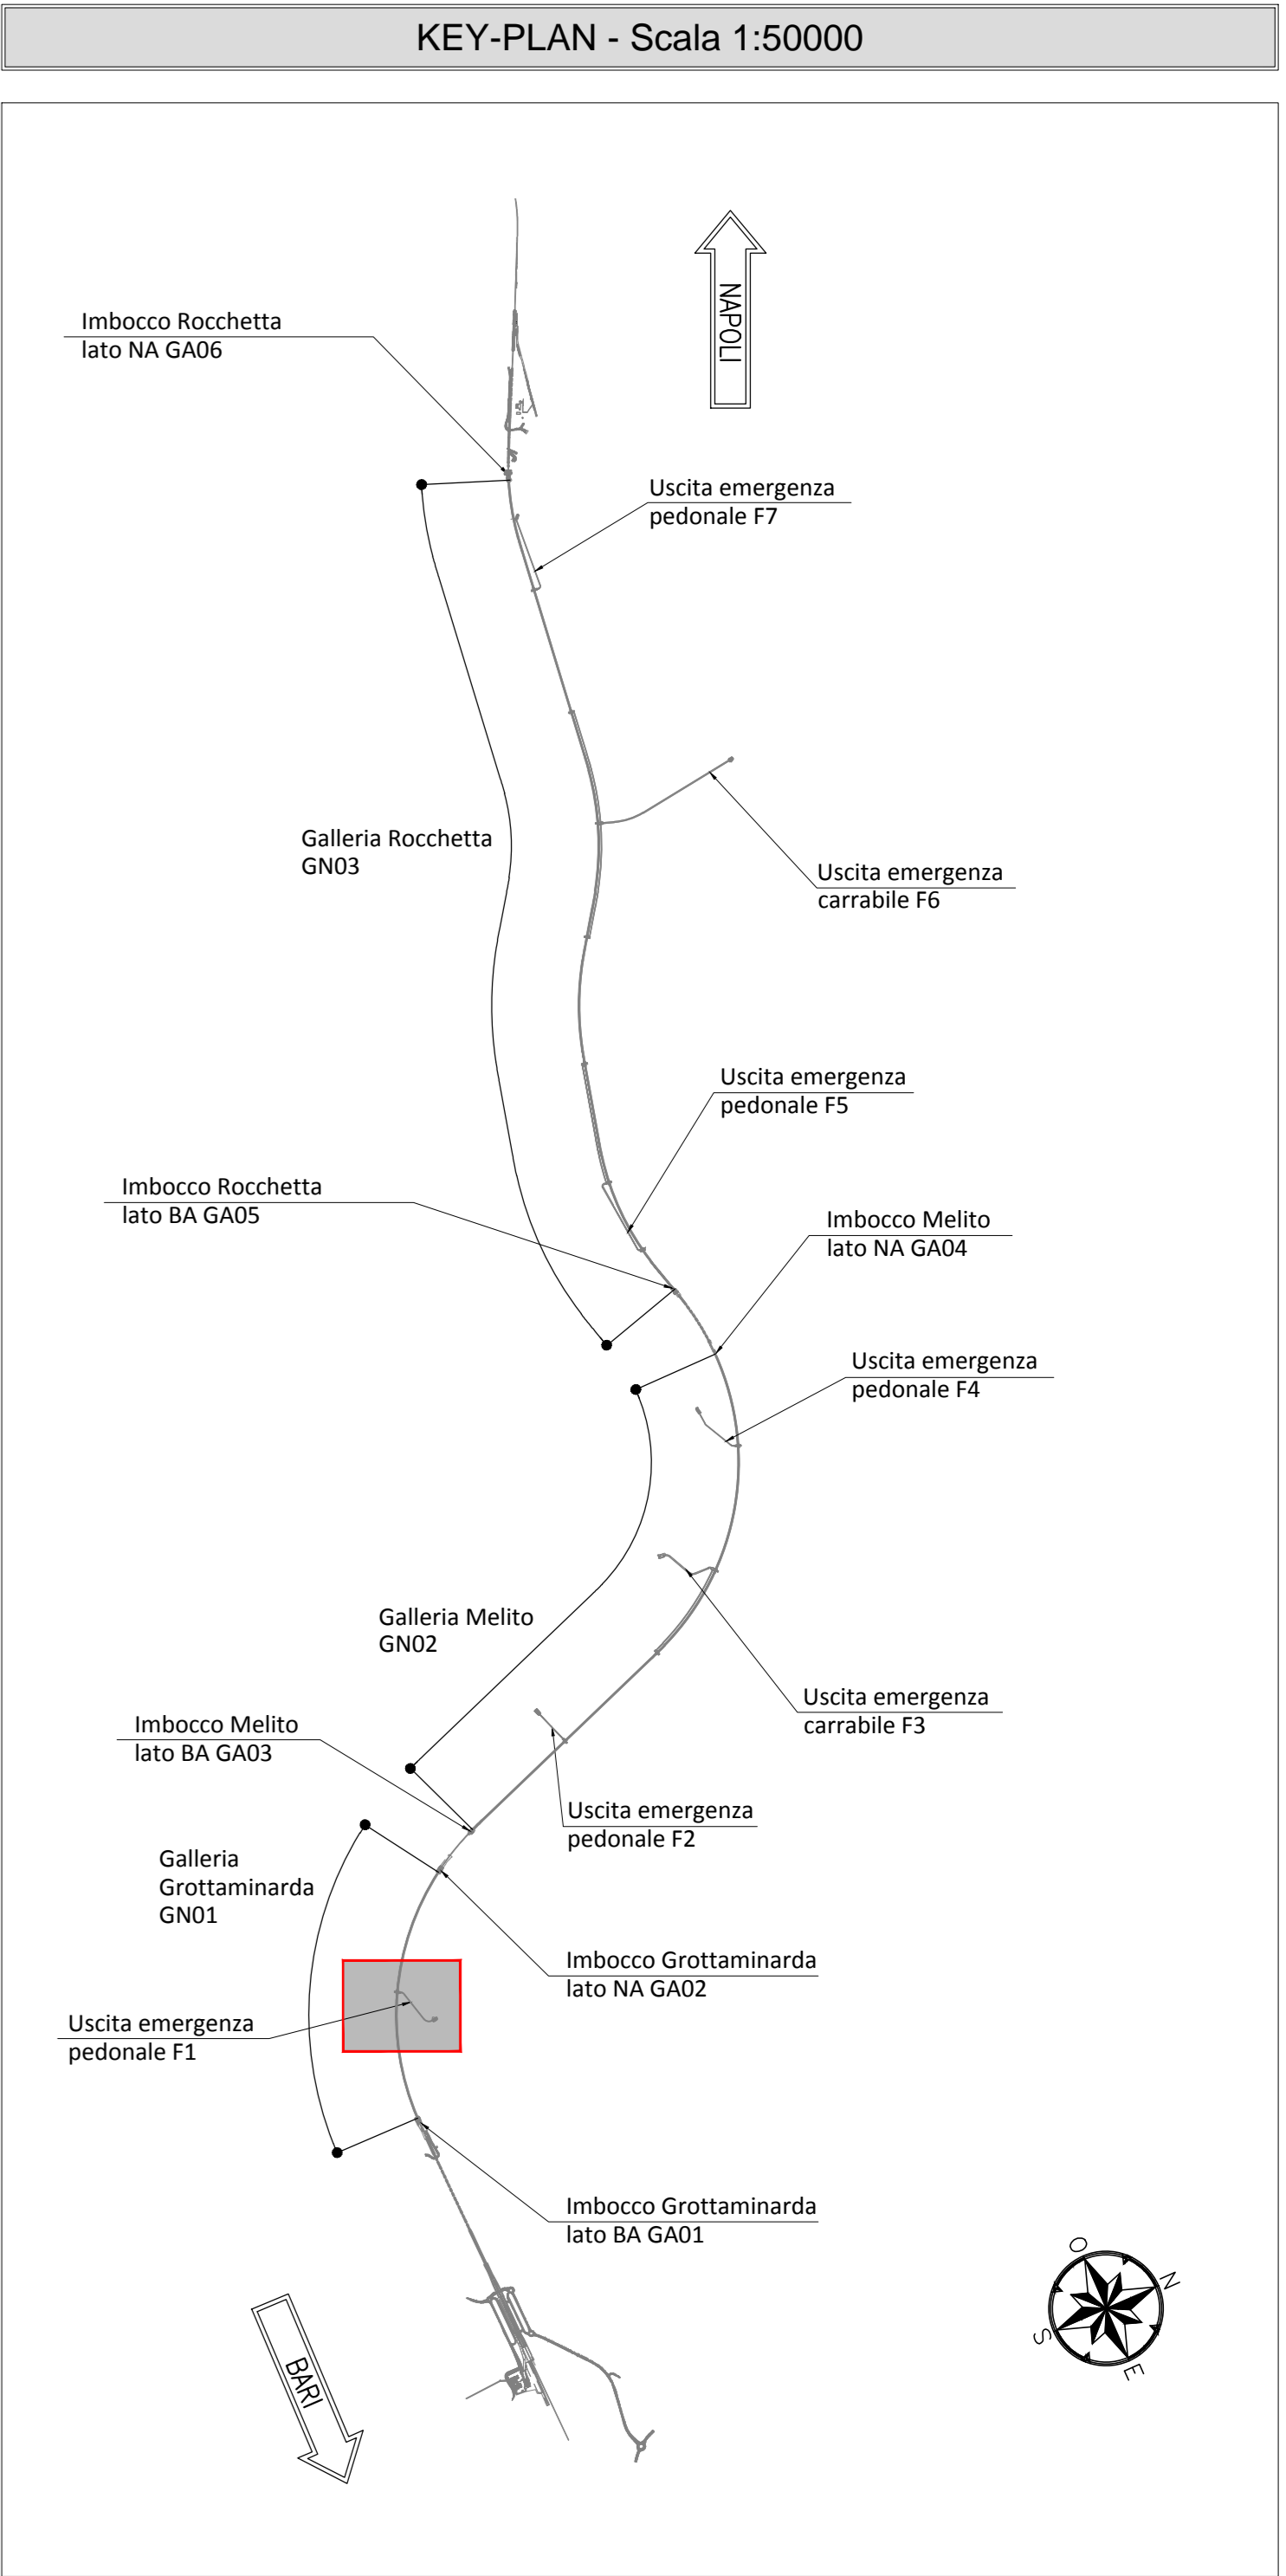 KEY-PLAN - Scala 1:50000
NAPOLI
Imbocco Rocchetta
lato NA GA06
Uscita emergenza
pedonale F7
Galleria Rocchetta
GN03
Uscita emergenza
carrabile F6
Uscita emergenza
pedonale F5
Imbocco Rocchetta
lato BA GA05
Imbocco Melito
lato NA GA04
Uscita emergenza
pedonale F4
Galleria Melito
GN02
Uscita emergenza
carrabile F3
Imbocco Melito
lato BA GA03
Uscita emergenza
pedonale F2
Galleria
Grottaminarda
GN01
Imbocco Grottaminarda
lato NA GA02
Uscita emergenza
pedonale F1
Imbocco Grottaminarda
lato BA GA01
BARI
O
N
S
E